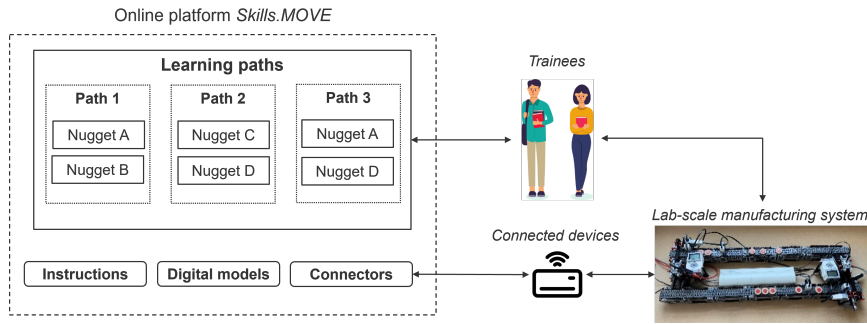 Online platform Skills.MOVE
Learning paths
Path 1
Nugget A
Nugget B
Path 2
Nugget C
Nugget D
Path 3
Nugget A
Nugget D
Instructions
Digital models
Connectors
Trainees
Connected devices
Lab-scale manufacturing system